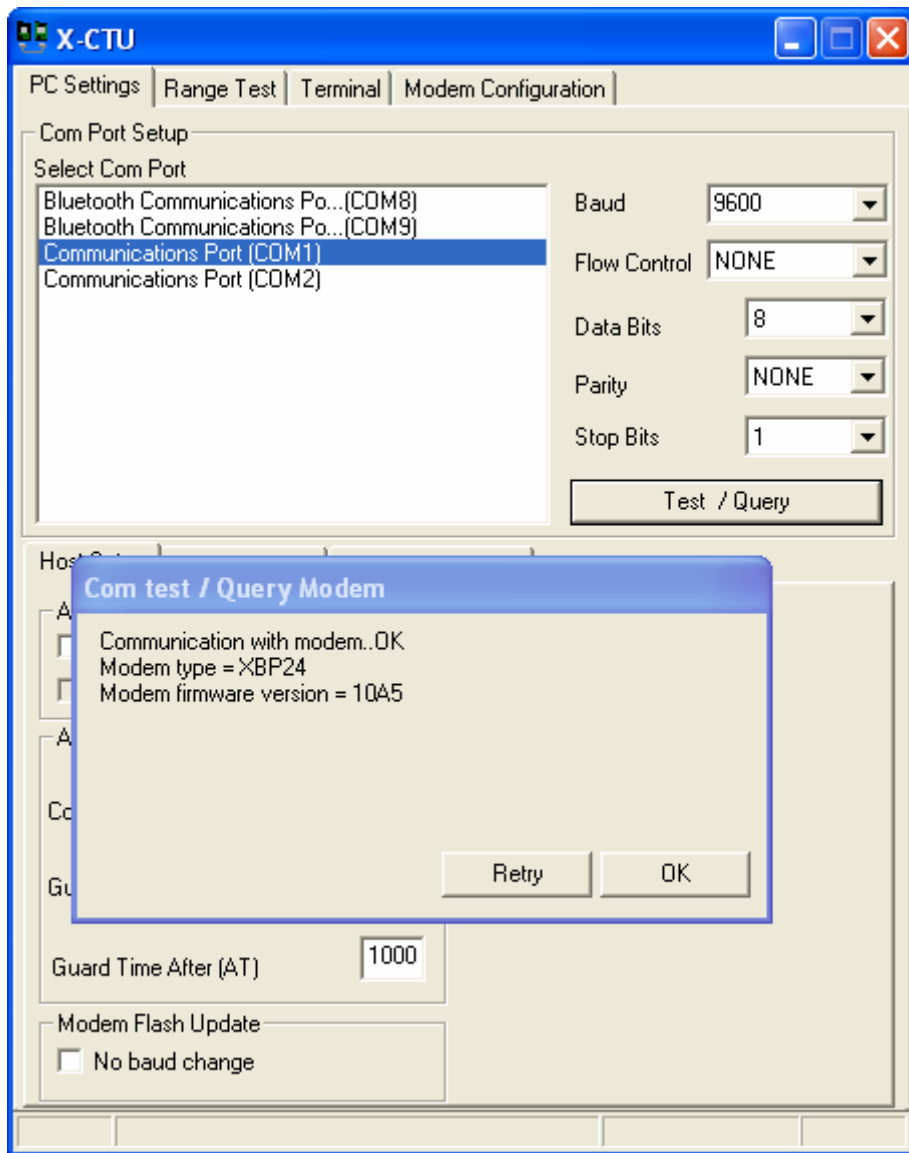 X-CTU
PC Settings Range Test Terminal Modem Configuration
Com Port Setup
Select Com Port
Bluetooth Communications Po...(COM8)
Bluetooth Communications Po...(COM9)
Communications Port (COM1)
Communications Port (COM2)
Baud 9600
Flow Control NONE
Data Bits 8
Parity NONE
Stop Bits 1
Test / Query
Com test / Query Modem
Communication with modem..OK
Modem type = XBP24
Modem firmware version = 10A5
Retry OK
Guard Time After (AT) 1000
Modem Flash Update
No baud change